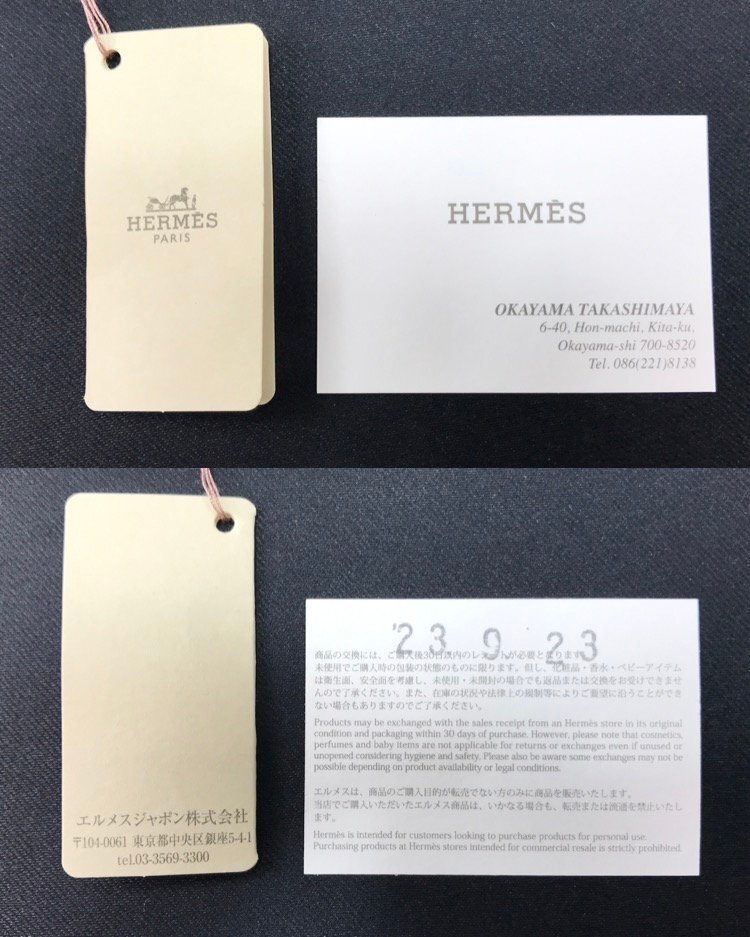 HERMÈS
PARIS
HERMÈS
OKAYAMA TAKASHIMAYA
6-40, Hon-machi, Kita-ku,
Okayama-shi 700-8520
Tel. 086(221)8138
エルメスジャポン株式会社
〒104-0061 東京都中央区銀座5-4-1
tel.03-3569-3300
'23. 9. 23
商品の交換には、ご購入後30日以内のレシートが必要となります。
未使用でご購入時の包装の状態のものに限ります。但し、化粧品・香水・ベビーアイテム
は衛生面、安全面を考慮し、未使用・未開封の場合でも返品または交換をお受けできませ
んので了承ください。また、在庫の状況や法律上の規制等によりご要望に沿うことができ
ない場合もありますのでご了承ください。
Products may be exchanged with the sales receipt from an Hermès store in its original
condition and packaging within 30 days of purchase. However, please note that cosmetics,
perfumes and baby items are not applicable for returns or exchanges even if unused or
unopened considering hygiene and safety. Please also be aware some exchanges may not be
possible depending on product availability or legal conditions.
エルメスは、商品のご購入目的が転売でない方のみに商品を販売いたします。
当店でご購入いただいたエルメス商品は、いかなる場合も、転売または流通を禁止いたし
ます。
Hermès is intended for customers looking to purchase products for personal use.
Purchasing products at Hermès stores intended for commercial resale is strictly prohibited.